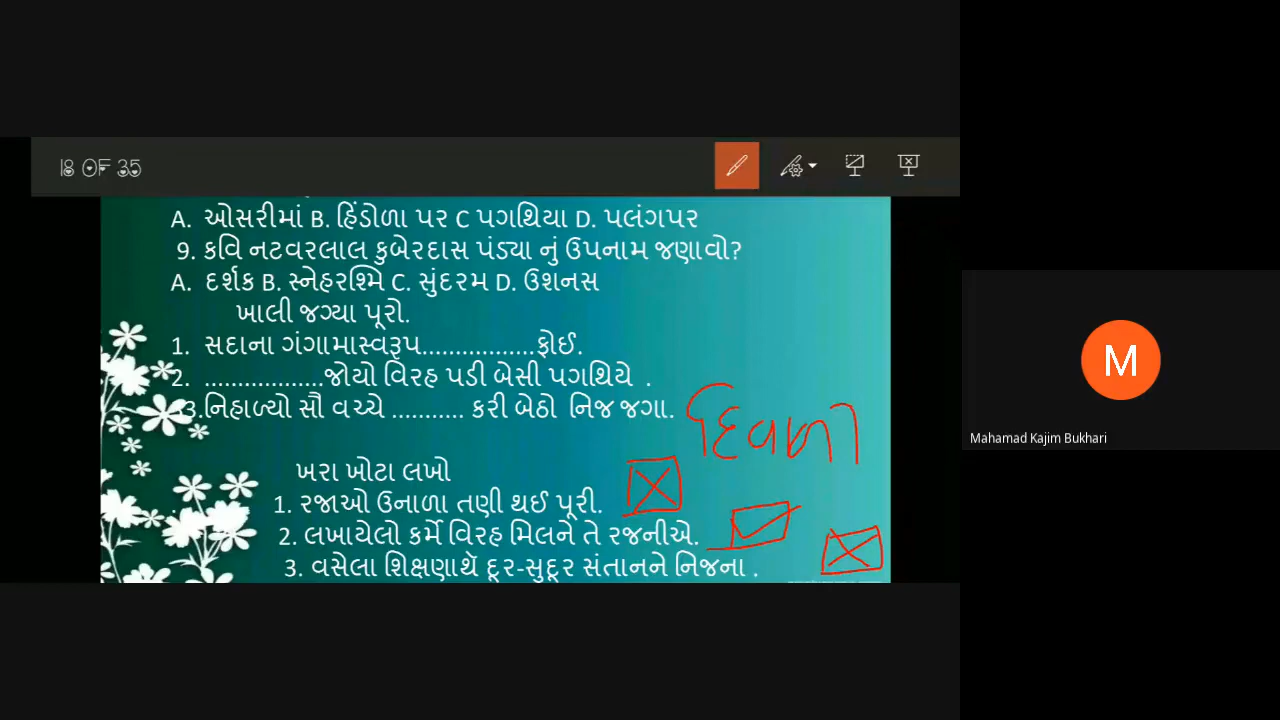 18 OF 35
A. ઓસરીમાં B. હિંડોળા પર C પગથિયા D. પલંગપર
9. કવિ નટવરલાલ કુબેરદાસ પંડ્યા નું ઉપનામ જણાવો?
A. દર્શક B. સ્નેહરશ્મિ C. સુંદરમ D. ઉશનસ
ખાલી જગ્યા પૂરો.
1. સદાના ગંગામાસ્વરૂપ.................ફોઈ.
2. ..................જોયો વિરહ પડી બેસી પગથિયે .
3.નિહાળ્યો સૌ વચ્ચે ........... કરી બેઠો નિજ જગા.
ખરા ખોટા લખો
1. રજાઓ ઉનાળા તણી થઈ પૂરી.
2. લખાયેલો કર્મે વિરહ મિલને તે રજનીએ.
3. વસેલા શિક્ષણાર્થે દૂર-સુદૂર સંતાનને નિજના .
M
Mahamad Kajim Bukhari